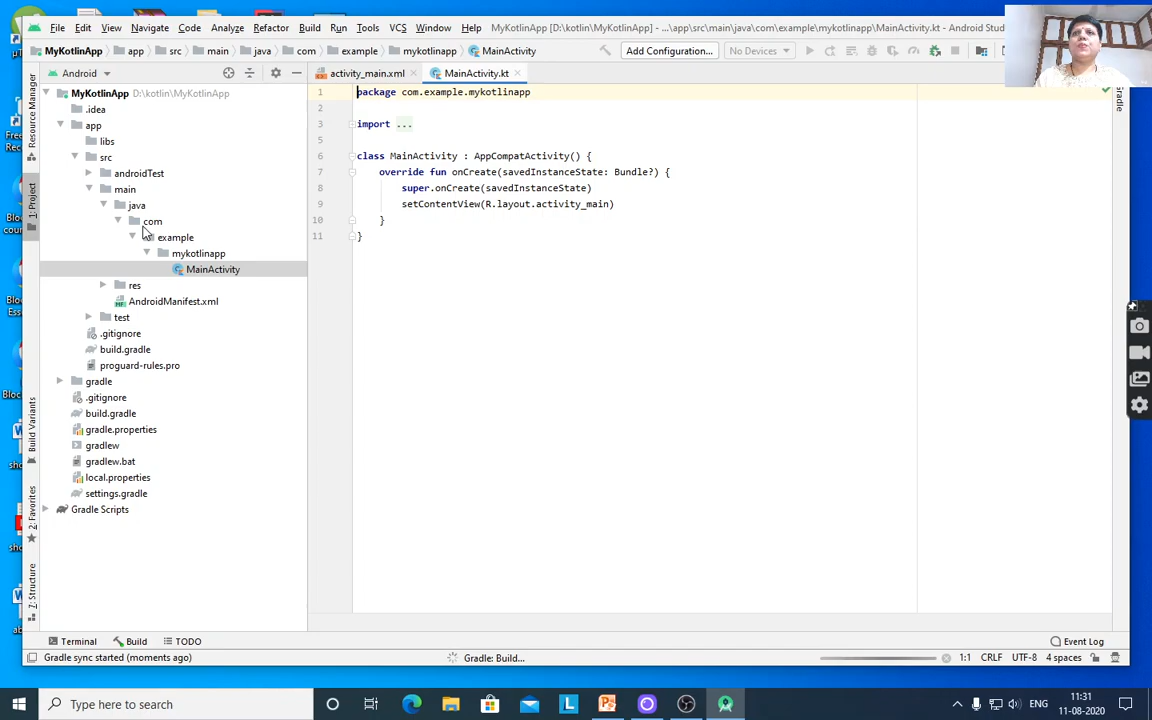 File Edit View Navigate Code Analyze Refactor Build Run Tools VCS Window Help MyKotlinApp [D:\kotlin\MyKotlinApp] - ...\app\src\main\java\com\example\mykotlinapp\MainActivity.kt [app] - Android Stu
MyKotlinApp app src main java com example mykotlinapp MainActivity Add Configuration... No Devices
Android activity_main.xml MainActivity.kt
Resource Manager
1: Project
Build Variants
2: Favorites
7: Structure
MyKotlinApp D:\kotlin\MyKotlinApp
.idea
app
libs
src
androidTest
main
java
com
example
mykotlinapp
MainActivity
res
AndroidManifest.xml
test
.gitignore
build.gradle
proguard-rules.pro
gradle
.gitignore
build.gradle
gradle.properties
gradlew
gradlew.bat
local.properties
settings.gradle
Gradle Scripts
1 package com.example.mykotlinapp
2
3 import ...
5
6 class MainActivity : AppCompatActivity() {
7 override fun onCreate(savedInstanceState: Bundle?) {
8 super.onCreate(savedInstanceState)
9 setContentView(R.layout.activity_main)
10 }
11 }
Gradle
Terminal Build TODO Event Log
Gradle sync started (moments ago) Gradle: Build... 1:1 CRLF UTF-8 4 spaces
Type here to search ENG 11:31
11-08-2020